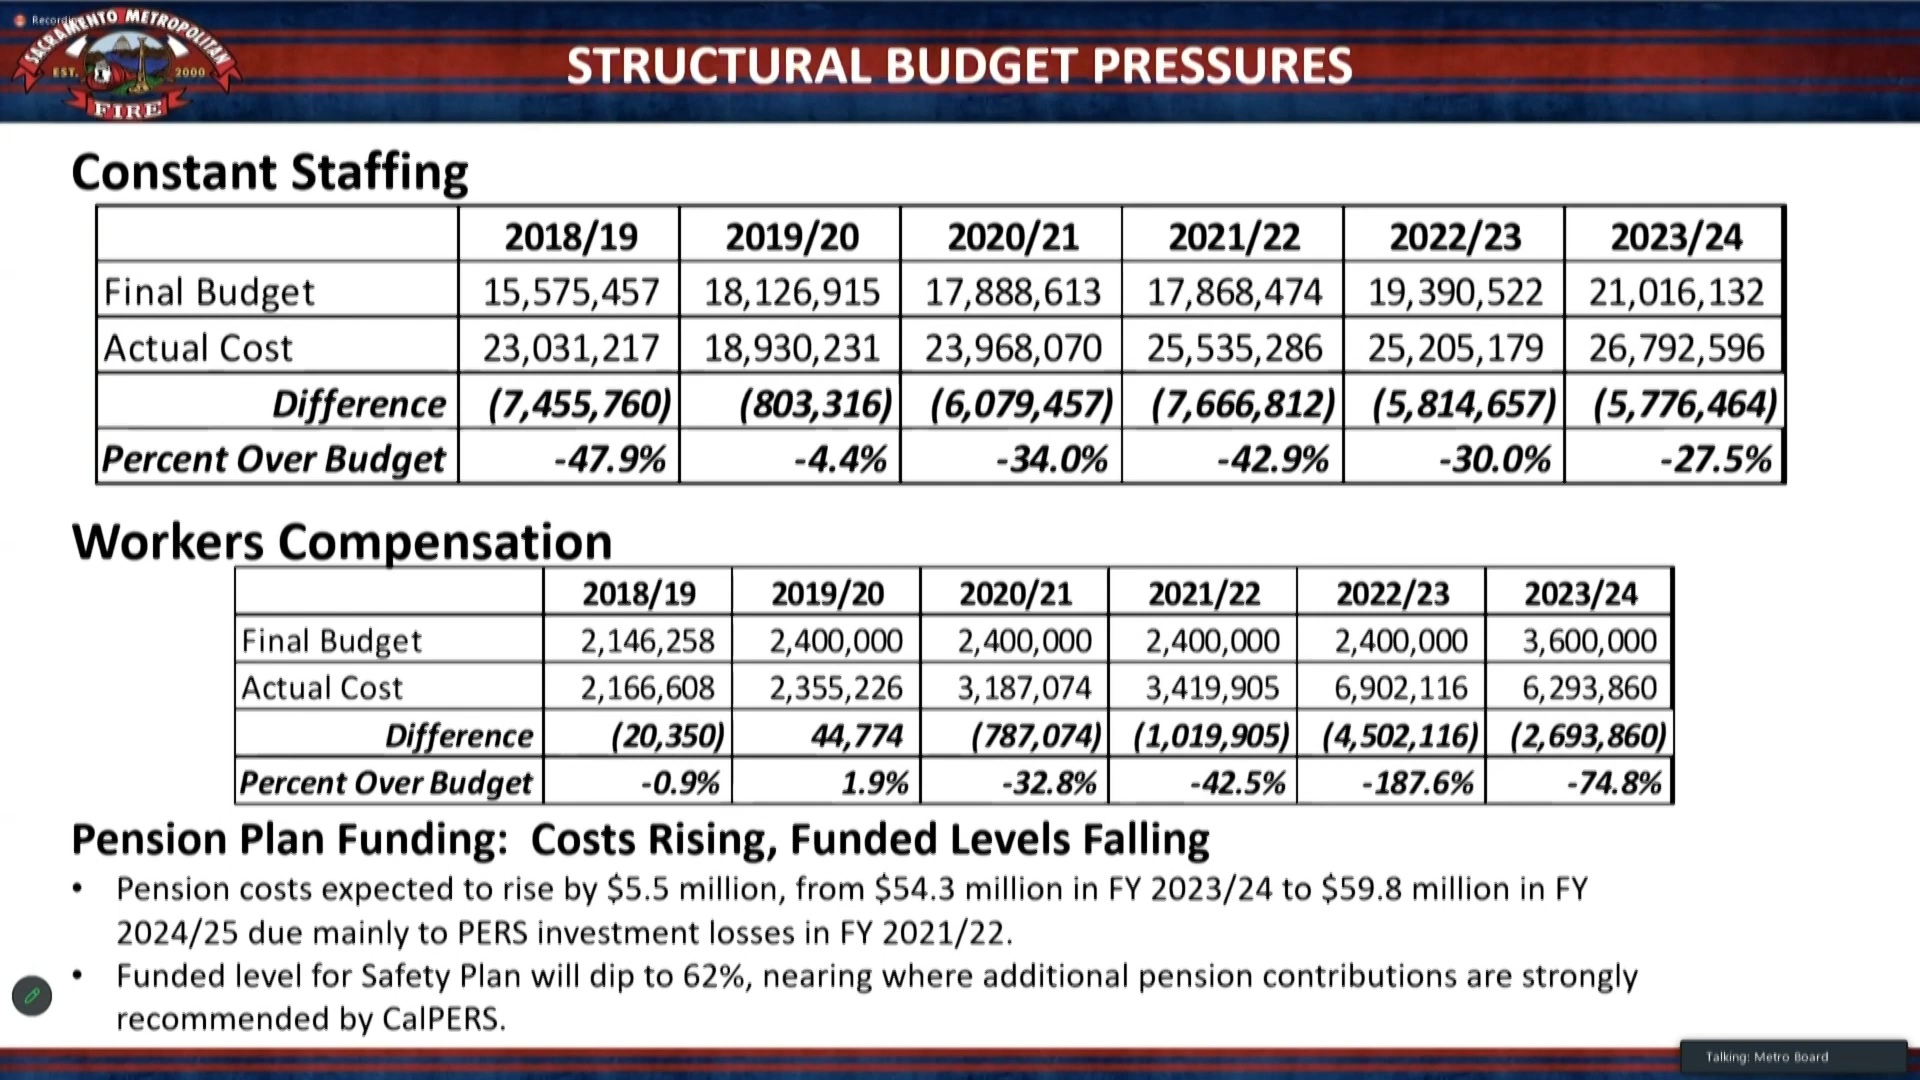 Recording
SACRAMENTO METROPOLITAN
EST. 2000
FIRE
STRUCTURAL BUDGET PRESSURES
Constant Staffing
2018/19 2019/20 2020/21 2021/22 2022/23 2023/24
Final Budget 15,575,457 18,126,915 17,888,613 17,868,474 19,390,522 21,016,132
Actual Cost 23,031,217 18,930,231 23,968,070 25,535,286 25,205,179 26,792,596
Difference (7,455,760) (803,316) (6,079,457) (7,666,812) (5,814,657) (5,776,464)
Percent Over Budget -47.9% -4.4% -34.0% -42.9% -30.0% -27.5%
Workers Compensation
2018/19 2019/20 2020/21 2021/22 2022/23 2023/24
Final Budget 2,146,258 2,400,000 2,400,000 2,400,000 2,400,000 3,600,000
Actual Cost 2,166,608 2,355,226 3,187,074 3,419,905 6,902,116 6,293,860
Difference (20,350) 44,774 (787,074) (1,019,905) (4,502,116) (2,693,860)
Percent Over Budget -0.9% 1.9% -32.8% -42.5% -187.6% -74.8%
Pension Plan Funding: Costs Rising, Funded Levels Falling
• Pension costs expected to rise by $5.5 million, from $54.3 million in FY 2023/24 to $59.8 million in FY
2024/25 due mainly to PERS investment losses in FY 2021/22.
• Funded level for Safety Plan will dip to 62%, nearing where additional pension contributions are strongly
recommended by CalPERS.
Talking: Metro Board